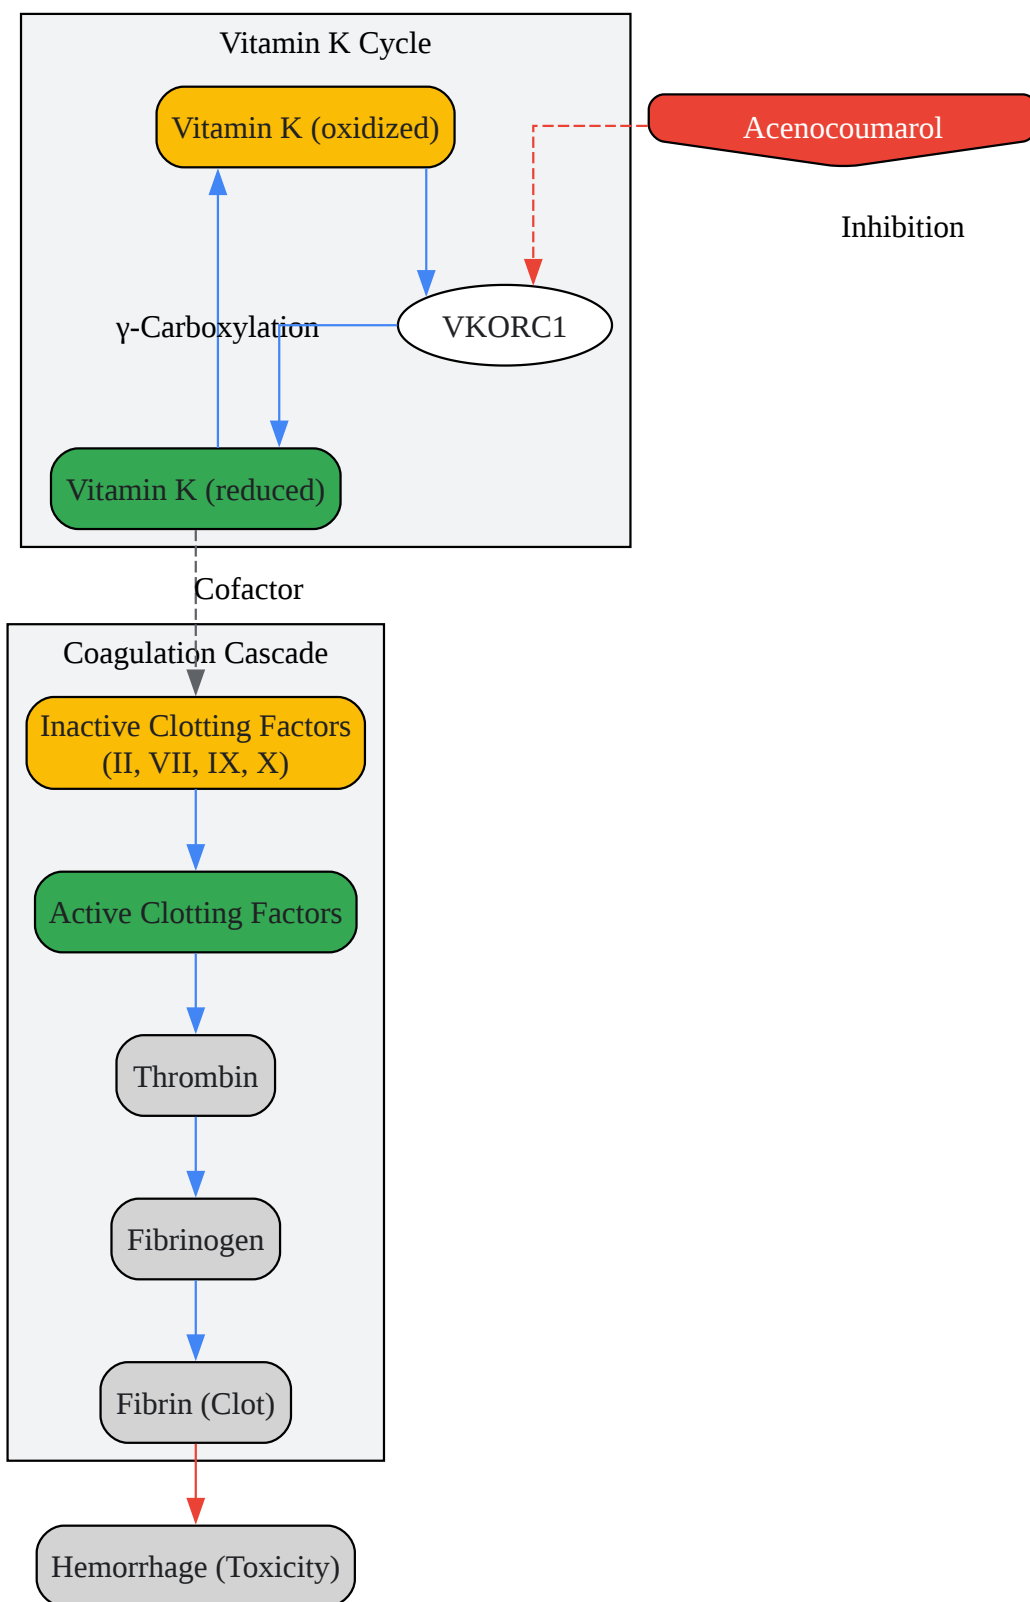 Vitamin K Cycle
Vitamin K (oxidized)
Acenocoumarol
Inhibition
γ-Carboxylation
VKORC1
Vitamin K (reduced)
Cofactor
Coagulation Cascade
Inactive Clotting Factors
(II, VII, IX, X)
Active Clotting Factors
Thrombin
Fibrinogen
Fibrin (Clot)
Hemorrhage (Toxicity)